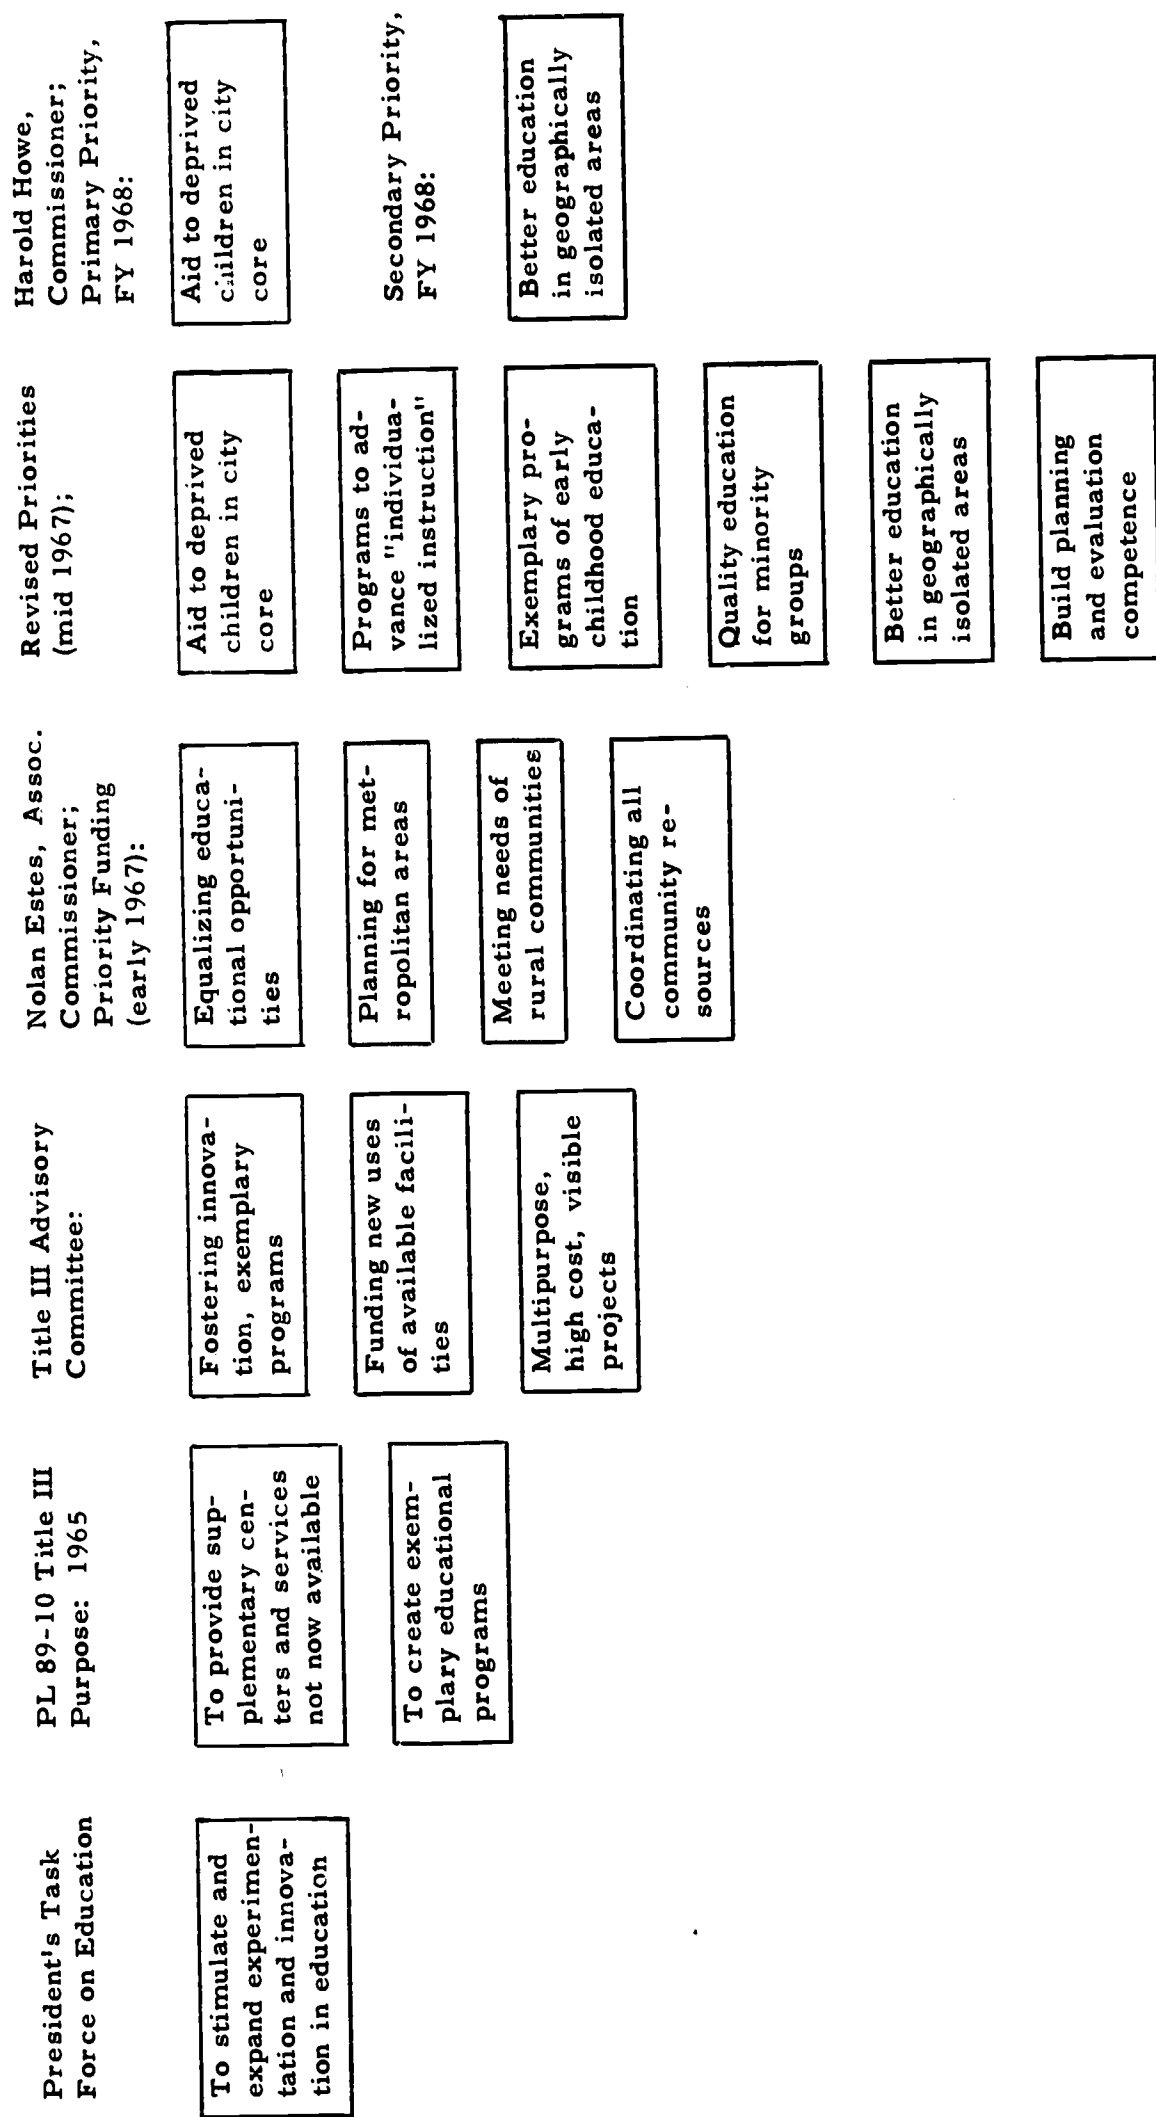 President's Task
Force on Education
To stimulate and
expand experimen-
tation and innova-
tion in education
PL 89-10 Title III
Purpose: 1965
To provide sup-
plementary cen-
ters and services
not now available
To create exem-
plary educational
programs
Title III Advisory
Committee:
Fostering innova-
tion, exemplary
programs
Funding new uses
of available facili-
ties
Multipurpose,
high cost, visible
projects
Nolan Estes, Assoc.
Commissioner;
Priority Funding
(early 1967):
Equalizing educa-
tional opportuni-
ties
Planning for met-
ropolitan areas
Meeting needs of
rural communities
Coordinating all
community re-
sources
Revised Priorities
(mid 1967);
Aid to deprived
children in city
core
Programs to ad-
vance "individua-
lized instruction"
Exemplary pro-
grams of early
childhood educa-
tion
Quality education
for minority
groups
Better education
in geographically
isolated areas
Build planning
and evaluation
competence
Harold Howe,
Commissioner;
Primary Priority,
FY 1968:
Aid to deprived
children in city
core
Secondary Priority,
FY 1968:
Better education
in geographically
isolated areas